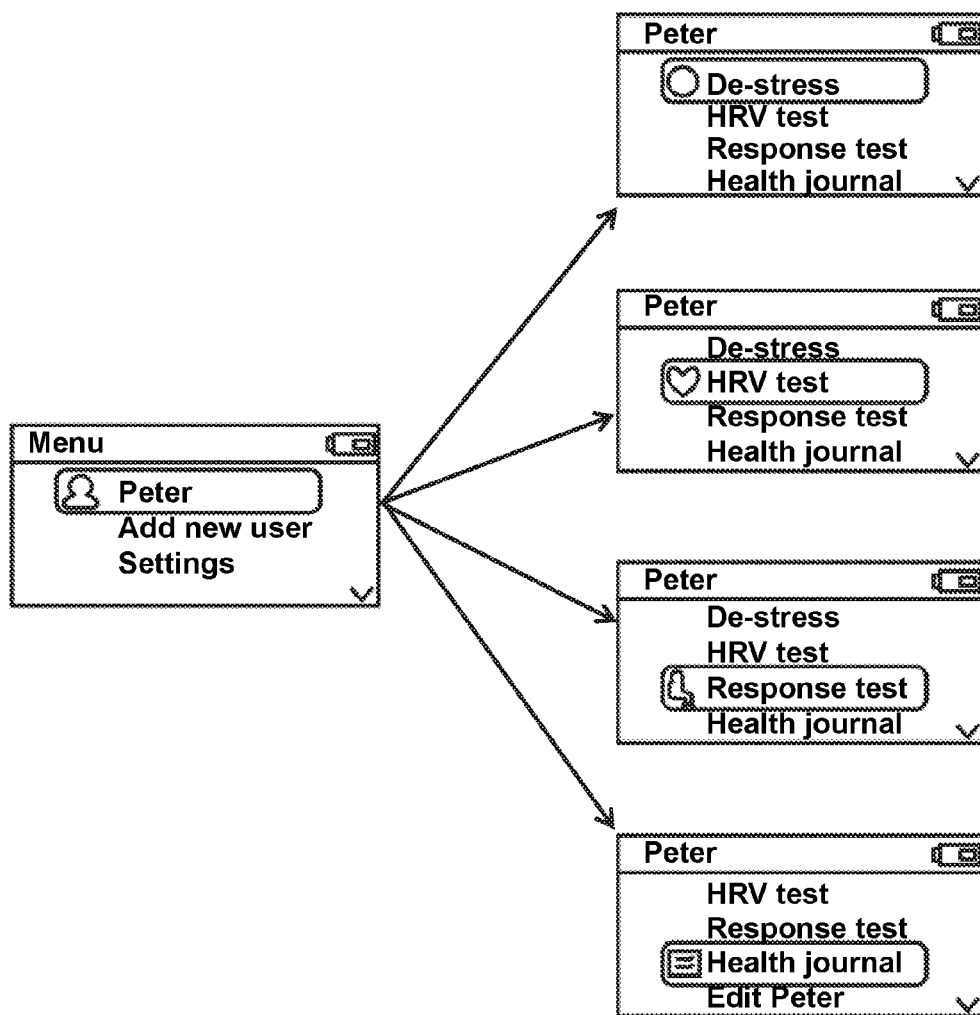 Menu
Peter
Add new user
Settings
Peter
De-stress
HRV test
Response test
Health journal
Peter
De-stress
HRV test
Response test
Health journal
Peter
De-stress
HRV test
Response test
Health journal
Peter
HRV test
Response test
Health journal
Edit Peter